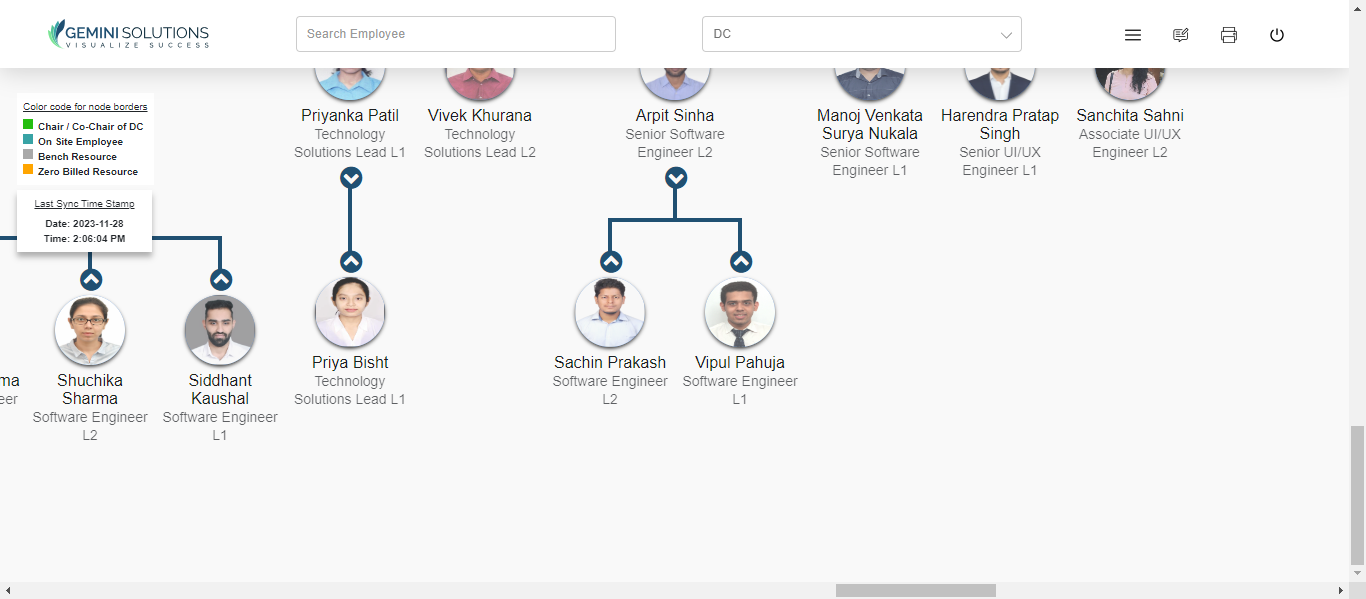 GEMINI SOLUTIONS
VISUALIZE SUCCESS
Search Employee
DC
Color code for node borders
Chair / Co-Chair of DC
On Site Employee
Bench Resource
Zero Billed Resource
Last Sync Time Stamp
Date: 2023-11-28
Time: 2:06:04 PM
Priyanka Patil
Technology
Solutions Lead L1
Vivek Khurana
Technology
Solutions Lead L2
Arpit Sinha
Senior Software
Engineer L2
Manoj Venkata
Surya Nukala
Senior Software
Engineer L1
Harendra Pratap
Singh
Senior UI/UX
Engineer L1
Sanchita Sahni
Associate UI/UX
Engineer L2
ma
eer
Shuchika
Sharma
Software Engineer
L2
Siddhant
Kaushal
Software Engineer
L1
Priya Bisht
Technology
Solutions Lead L1
Sachin Prakash
Software Engineer
L2
Vipul Pahuja
Software Engineer
L1